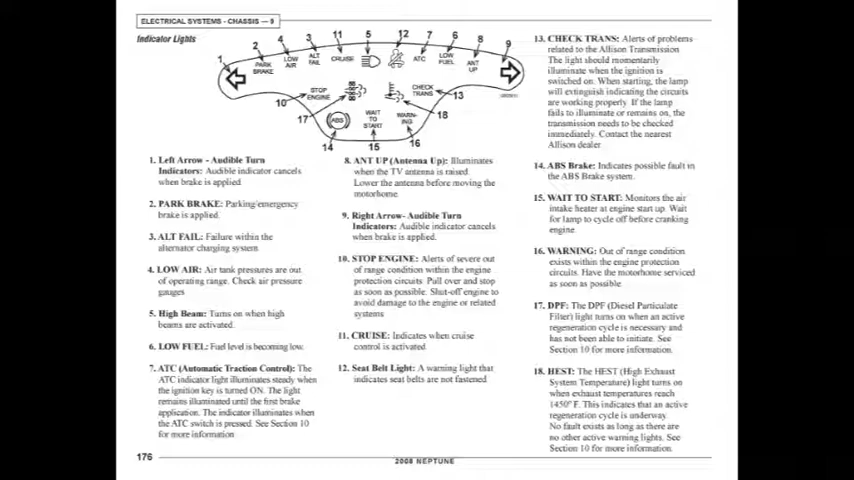 ELECTRICAL SYSTEMS - CHASSIS — 9
Indicator Lights
1
2
4
3
11
5
12
7
6
8
9
PARK
BRAKE
LOW
AIR
ALT
FAIL
CRUISE
ATC
LOW
FUEL
ANT
UP
STOP
ENGINE
CHECK
TRANS
10
13
17
18
ABS
WAIT
TO
START
WARN-
ING
14
15
16
1. Left Arrow - Audible Turn
Indicators: Audible indicator cancels
when brake is applied.
2. PARK BRAKE: Parking/emergency
brake is applied.
3. ALT FAIL: Failure within the
alternator charging system.
4. LOW AIR: Air tank pressures are out
of operating range. Check air pressure
gauges.
5. High Beam: Turns on when high
beams are activated.
6. LOW FUEL: Fuel level is becoming low.
7. ATC (Automatic Traction Control): The
ATC indicator light illuminates steady when
the ignition key is turned ON. The light
remains illuminated until the first brake
application. The indicator illuminates when
the ATC switch is pressed. See Section 10
for more information.
8. ANT UP (Antenna Up): Illuminates
when the TV antenna is raised.
Lower the antenna before moving the
motorhome.
9. Right Arrow- Audible Turn
Indicators: Audible indicator cancels
when brake is applied.
10. STOP ENGINE: Alerts of severe out
of range condition within the engine
protection circuits. Pull over and stop
as soon as possible. Shut-off engine to
avoid damage to the engine or related
systems.
11. CRUISE: Indicates when cruise
control is activated.
12. Seat Belt Light: A warning light that
indicates seat belts are not fastened.
13. CHECK TRANS: Alerts of problems
related to the Allison Transmission.
The light should momentarily
illuminate when the ignition is
switched on. When starting, the lamp
will extinguish indicating the circuits
are working properly. If the lamp
fails to illuminate or remains on, the
transmission needs to be checked
immediately. Contact the nearest
Allison dealer.
14. ABS Brake: Indicates possible fault in
the ABS Brake system.
15. WAIT TO START: Monitors the air
intake heater at engine start up. Wait
for lamp to cycle off before cranking
engine.
16. WARNING: Out of range condition
exists within the engine protection
circuits. Have the motorhome serviced
as soon as possible.
17. DPF: The DPF (Diesel Particulate
Filter) light turns on when an active
regeneration cycle is necessary and
has not been able to initiate. See
Section 10 for more information.
18. HEST: The HEST (High Exhaust
System Temperature) light turns on
when exhaust temperatures reach
1450° F. This indicates that an active
regeneration cycle is underway.
No fault exists as long as there are
no other active warning lights. See
Section 10 for more information.
176
2008 NEPTUNE